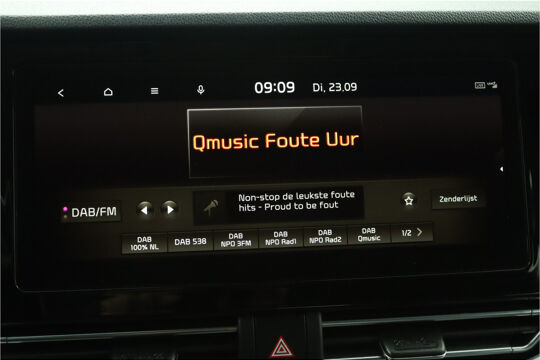 09:09 Di, 23.09
Qmusic Foute Uur
DAB/FM
Non-stop de leukste foute
hits - Proud to be fout
Zenderlijst
DAB
100% NL
DAB 538
DAB
NPO 3FM
DAB
NPO Rad1
DAB
NPO Rad2
DAB
Qmusic
1/2